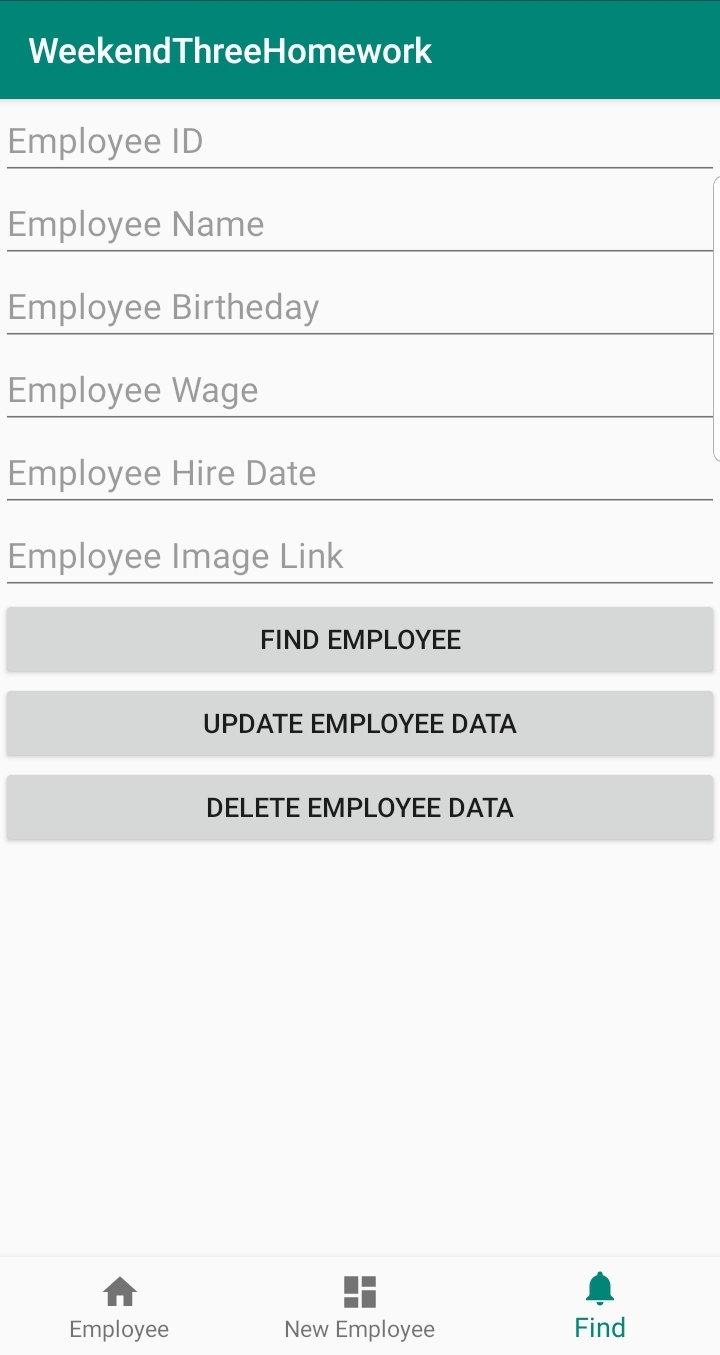 WeekendThreeHomework
Employee ID
Employee Name
Employee Birtheday
Employee Wage
Employee Hire Date
Employee Image Link
FIND EMPLOYEE
UPDATE EMPLOYEE DATA
DELETE EMPLOYEE DATA
Employee
New Employee
Find